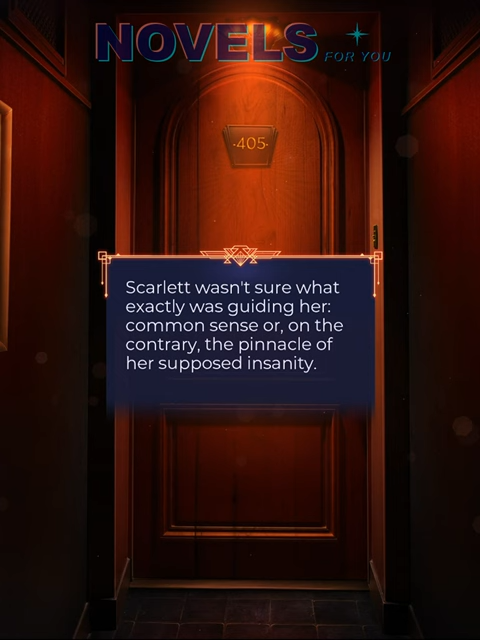 NOVELS
FOR YOU
·405·
Scarlett wasn't sure what
exactly was guiding her:
common sense or, on the
contrary, the pinnacle of
her supposed insanity.